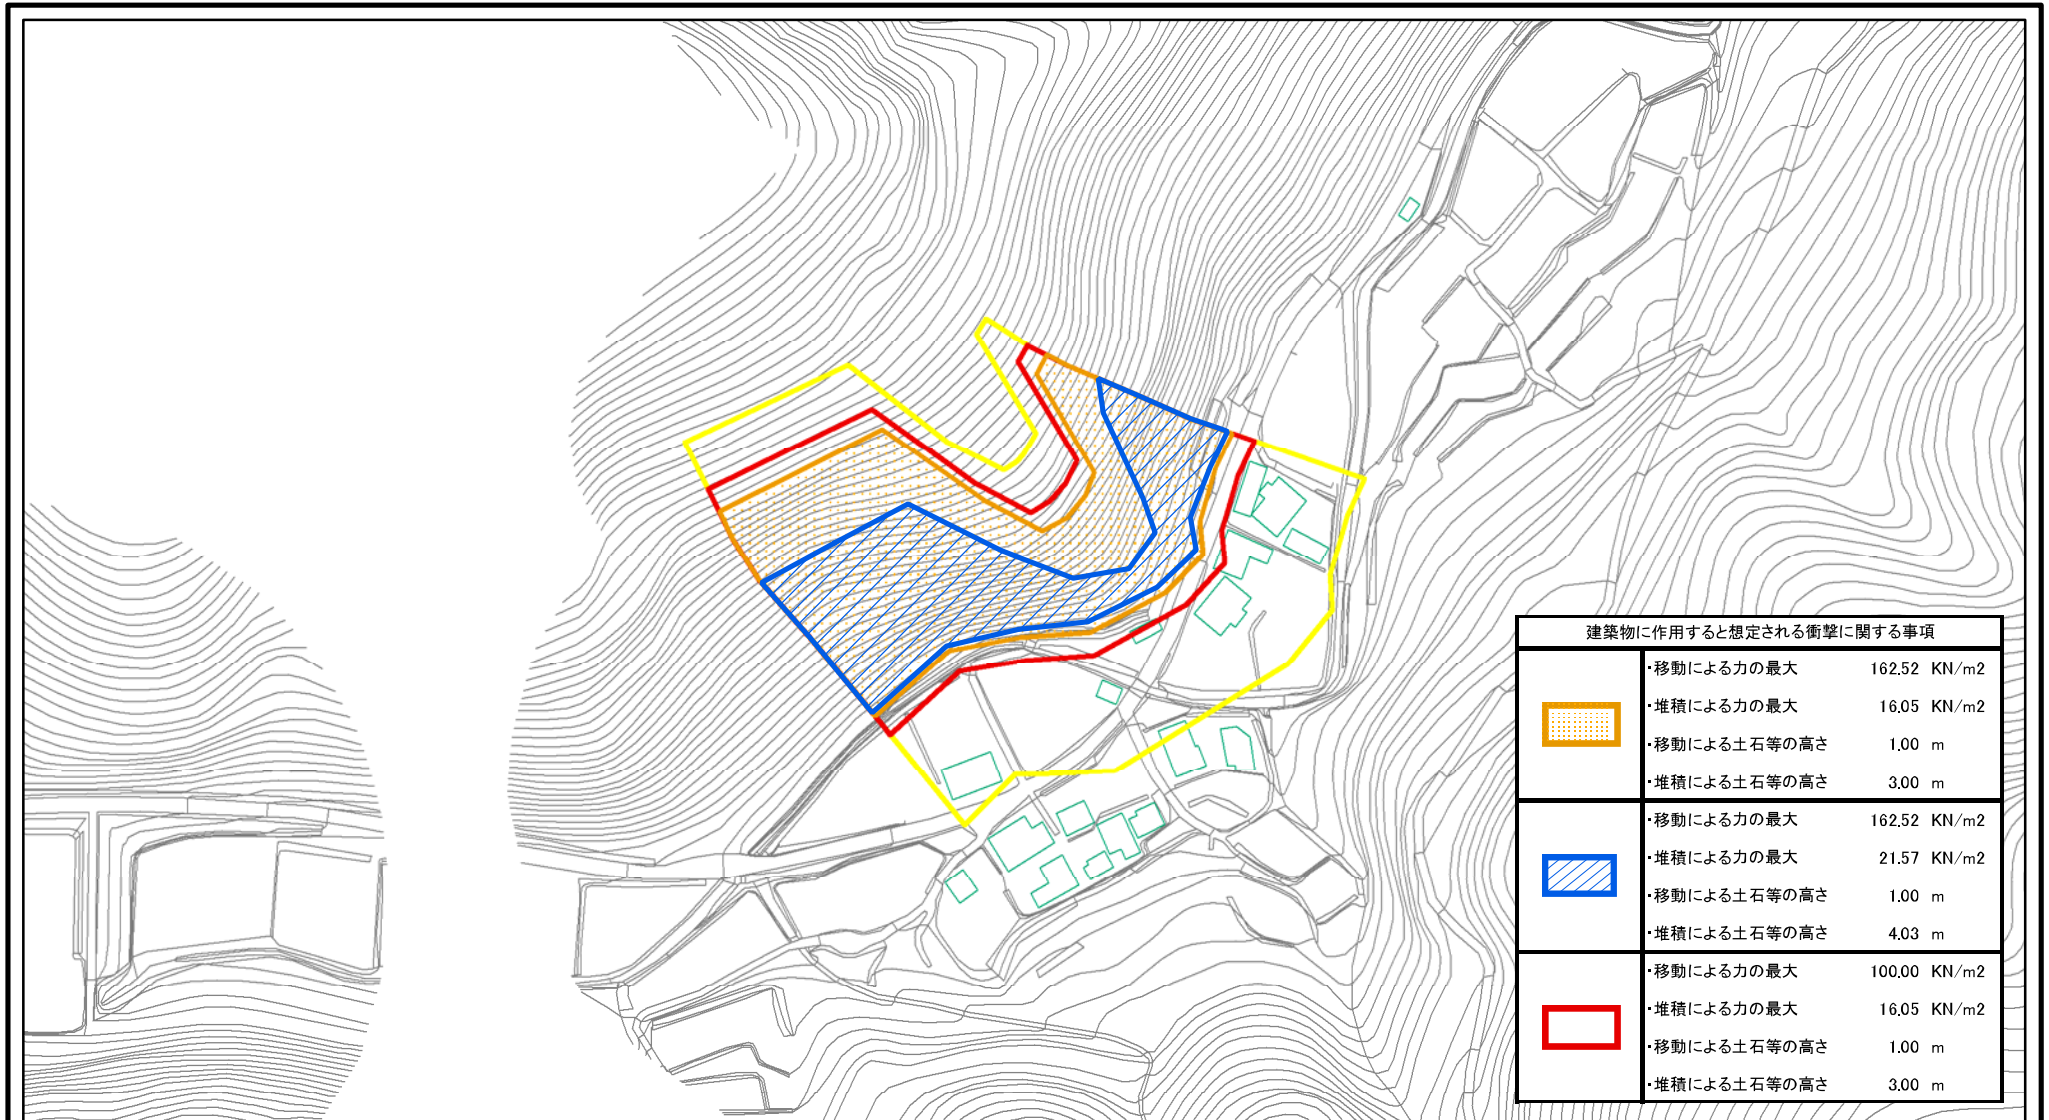 建築物に作用すると想定される衝撃に関する事項
・移動による力の最大 162.52 KN/m2
・堆積による力の最大 16.05 KN/m2
・移動による土石等の高さ 1.00 m
・堆積による土石等の高さ 3.00 m
・移動による力の最大 162.52 KN/m2
・堆積による力の最大 21.57 KN/m2
・移動による土石等の高さ 1.00 m
・堆積による土石等の高さ 4.03 m
・移動による力の最大 100.00 KN/m2
・堆積による力の最大 16.05 KN/m2
・移動による土石等の高さ 1.00 m
・堆積による土石等の高さ 3.00 m